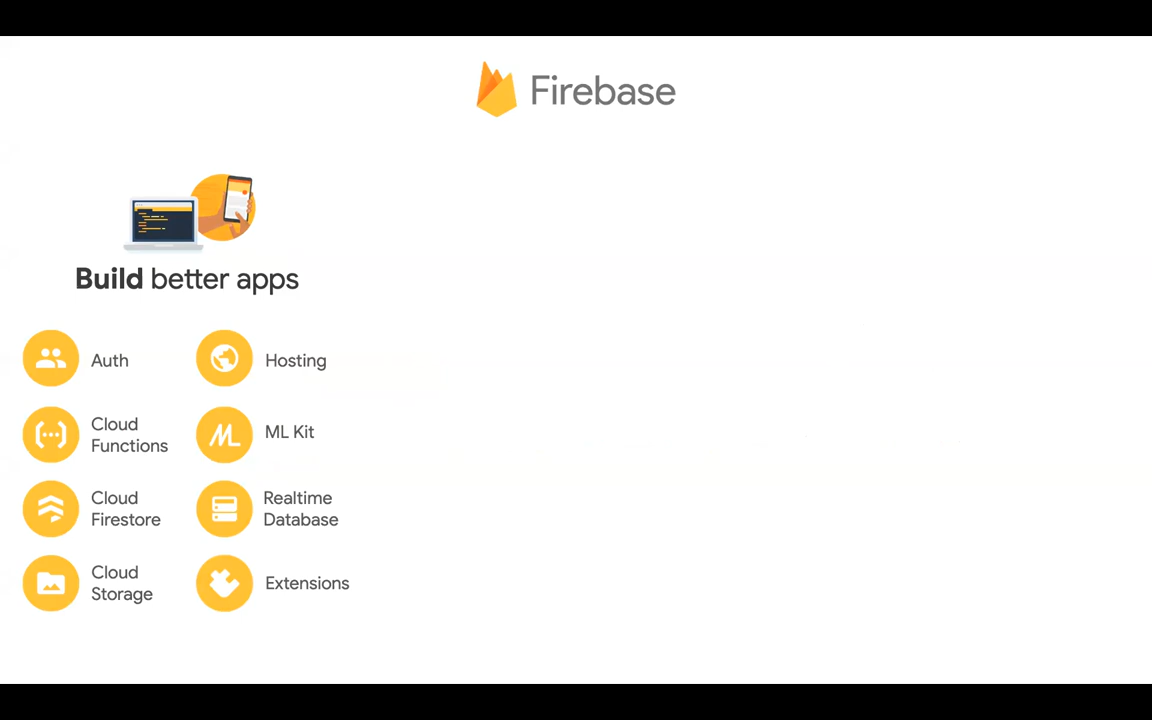 Firebase
Build better apps
Auth
Hosting
Cloud
Functions
ML Kit
Cloud
Firestore
Realtime
Database
Cloud
Storage
Extensions